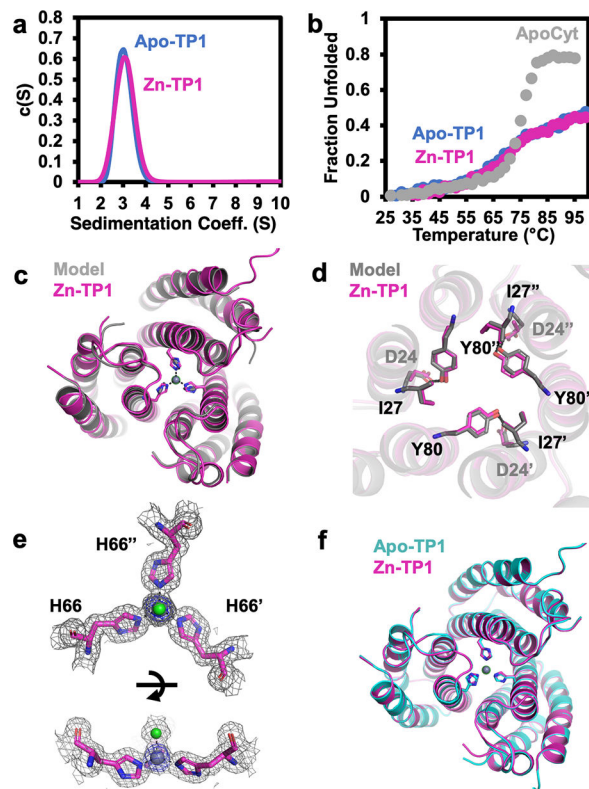 a
c(S)
0.8
0.7
0.6
0.5
0.4
0.3
0.2
0.1
0
Apo-TP1
Zn-TP1
1 2 3 4 5 6 7 8 9 10
Sedimentation Coeff. (S)
b
Fraction Unfolded
1
0.8
0.6
0.4
0.2
0
ApoCyt
Apo-TP1
Zn-TP1
25 35 45 55 65 75 85 95
Temperature (°C)
c
Model
Zn-TP1
d
Model
Zn-TP1
I27”
D24”
D24
Y80”
I27
Y80’
Y80
I27’
D24’
e
H66”
H66
H66’
f
Apo-TP1
Zn-TP1